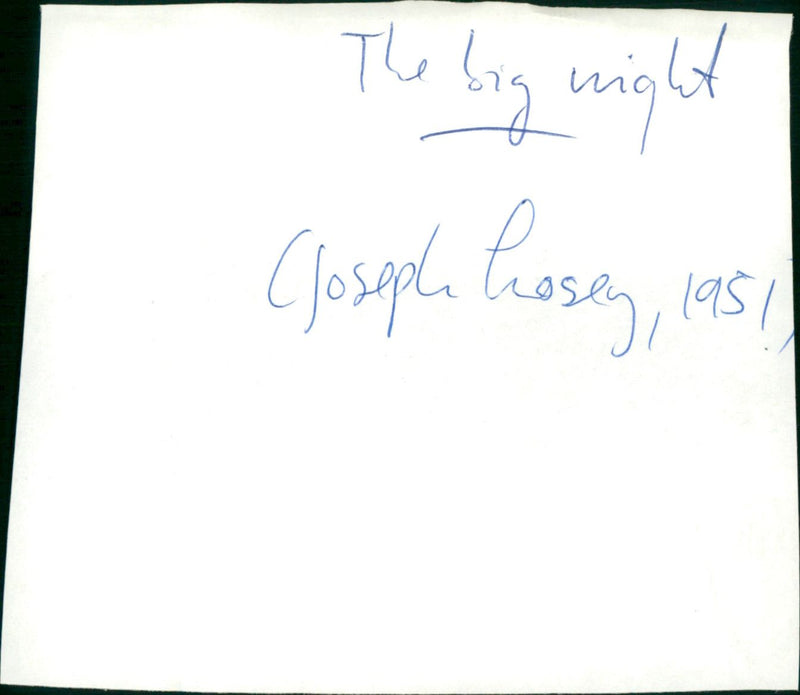 The big night
(Joseph Losey, 1951)